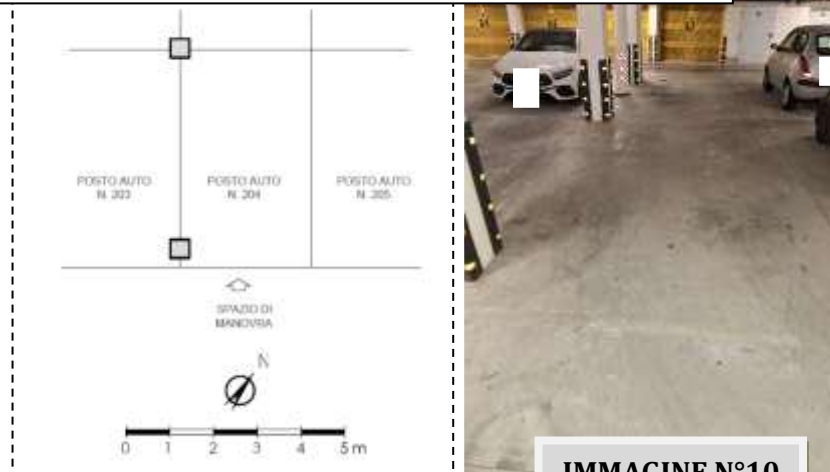 POSTO AUTO
N. 203
POSTO AUTO
N. 204
POSTO AUTO
N. 205
SPAZIO DI
MANOVRA
N
0 1 2 3 4 5 m
IMMAGINE N°10